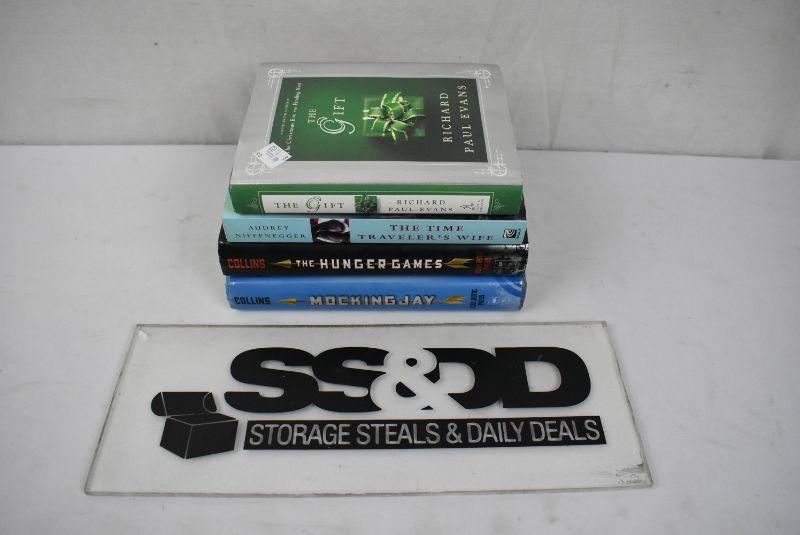 THE
GIFT
RICHARD
PAUL EVANS
THE GIFT
RICHARD
PAUL EVANS
AUDREY
NIFFENEGGER
THE TIME
TRAVELER'S WIFE
COLLINS THE HUNGER GAMES
COLLINS MOCKINGJAY
SS&DD
STORAGE STEALS & DAILY DEALS